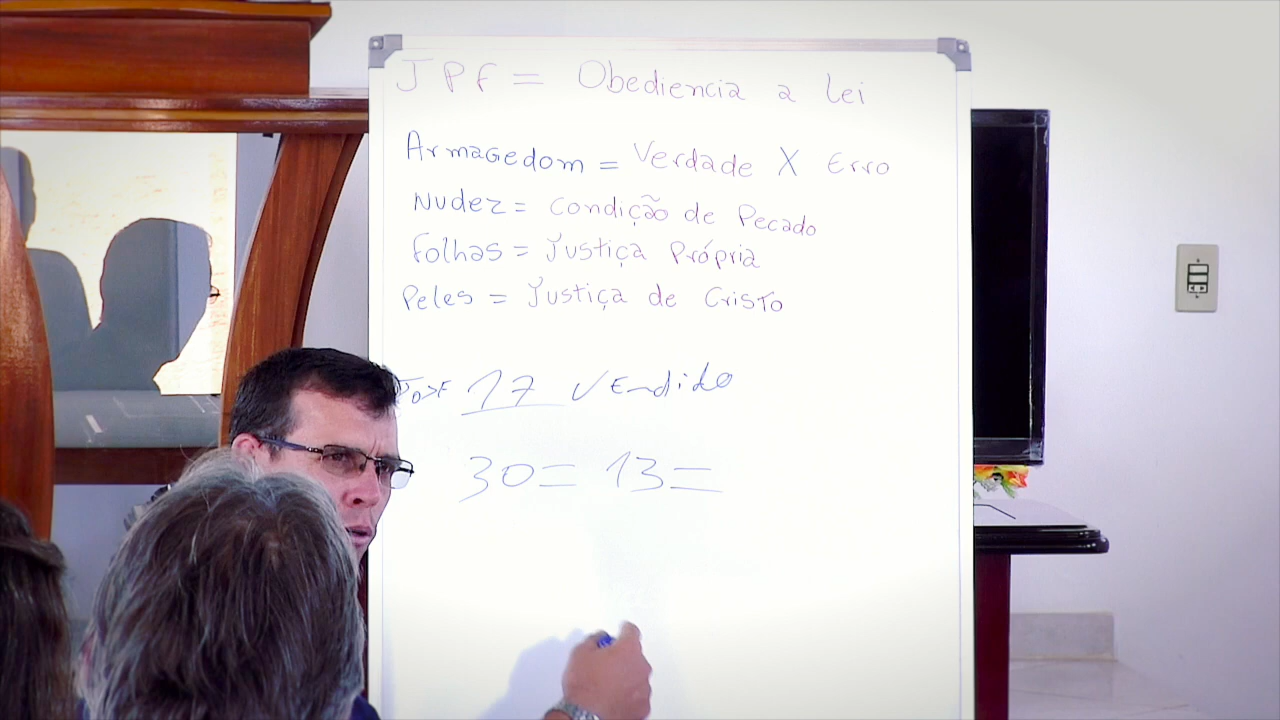 JPF = Obediencia a Lei
Armagedom = Verdade X Erro
Nudez = Condição de Pecado
Folhas = Justiça Própria
Peles = Justiça de Cristo
17 Vendido
30= 13=